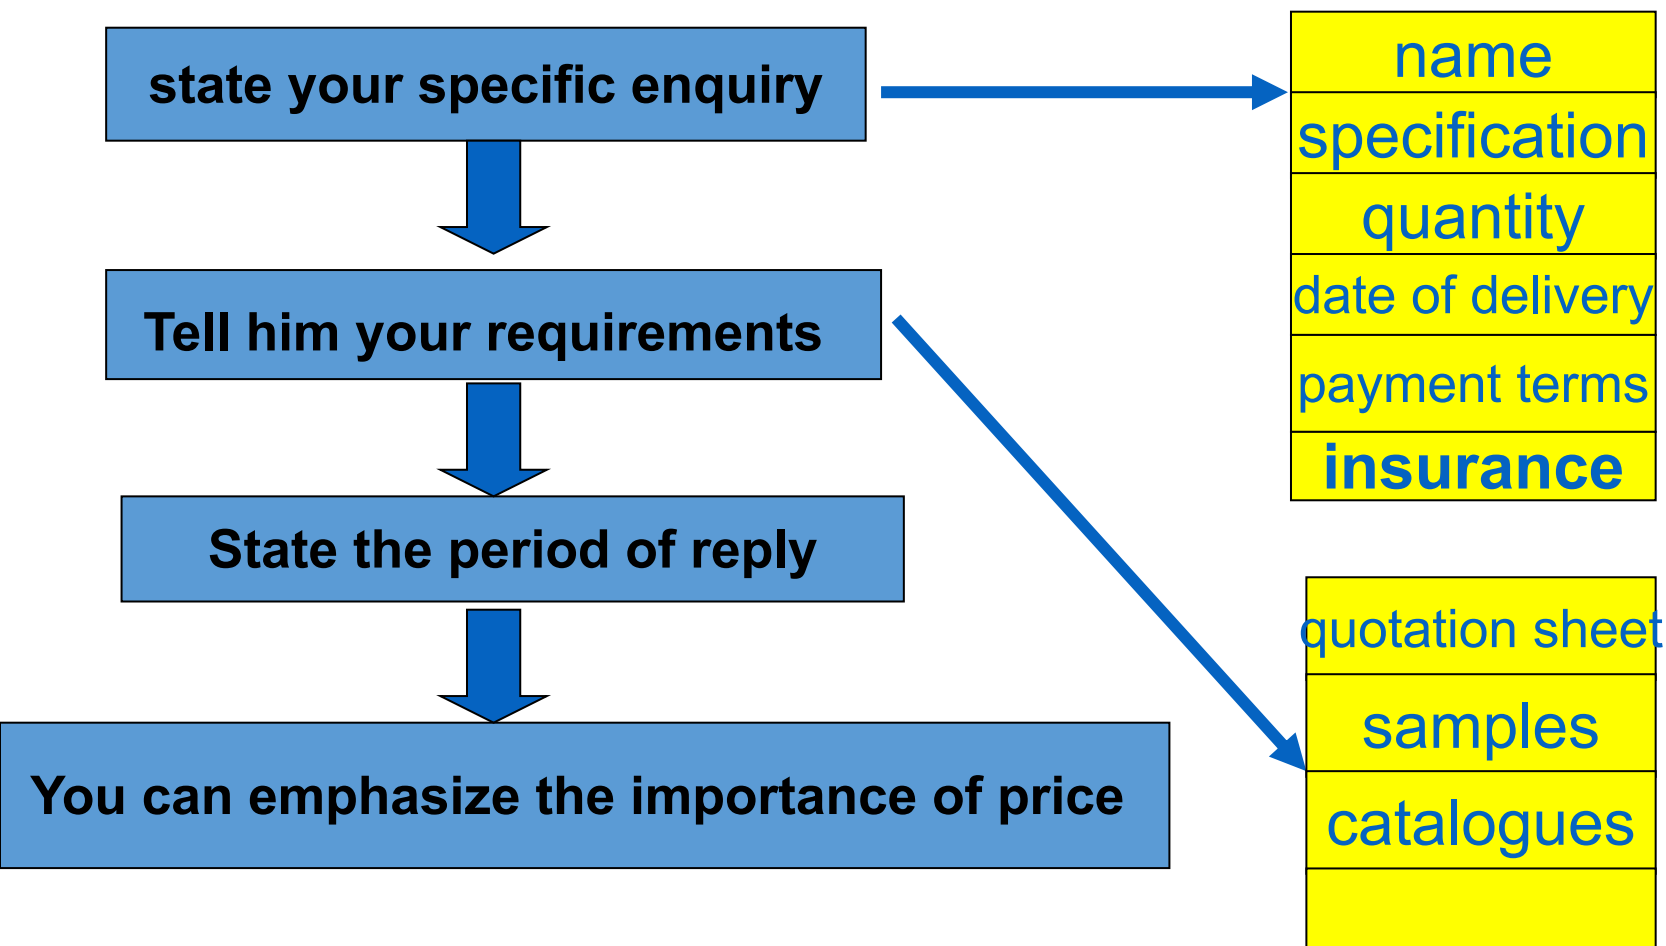 state your specific enquiry
Tell him your requirements
State the period of reply
You can emphasize the importance of price
name
specification
quantity
date of delivery
payment terms
insurance
quotation sheet
samples
catalogues